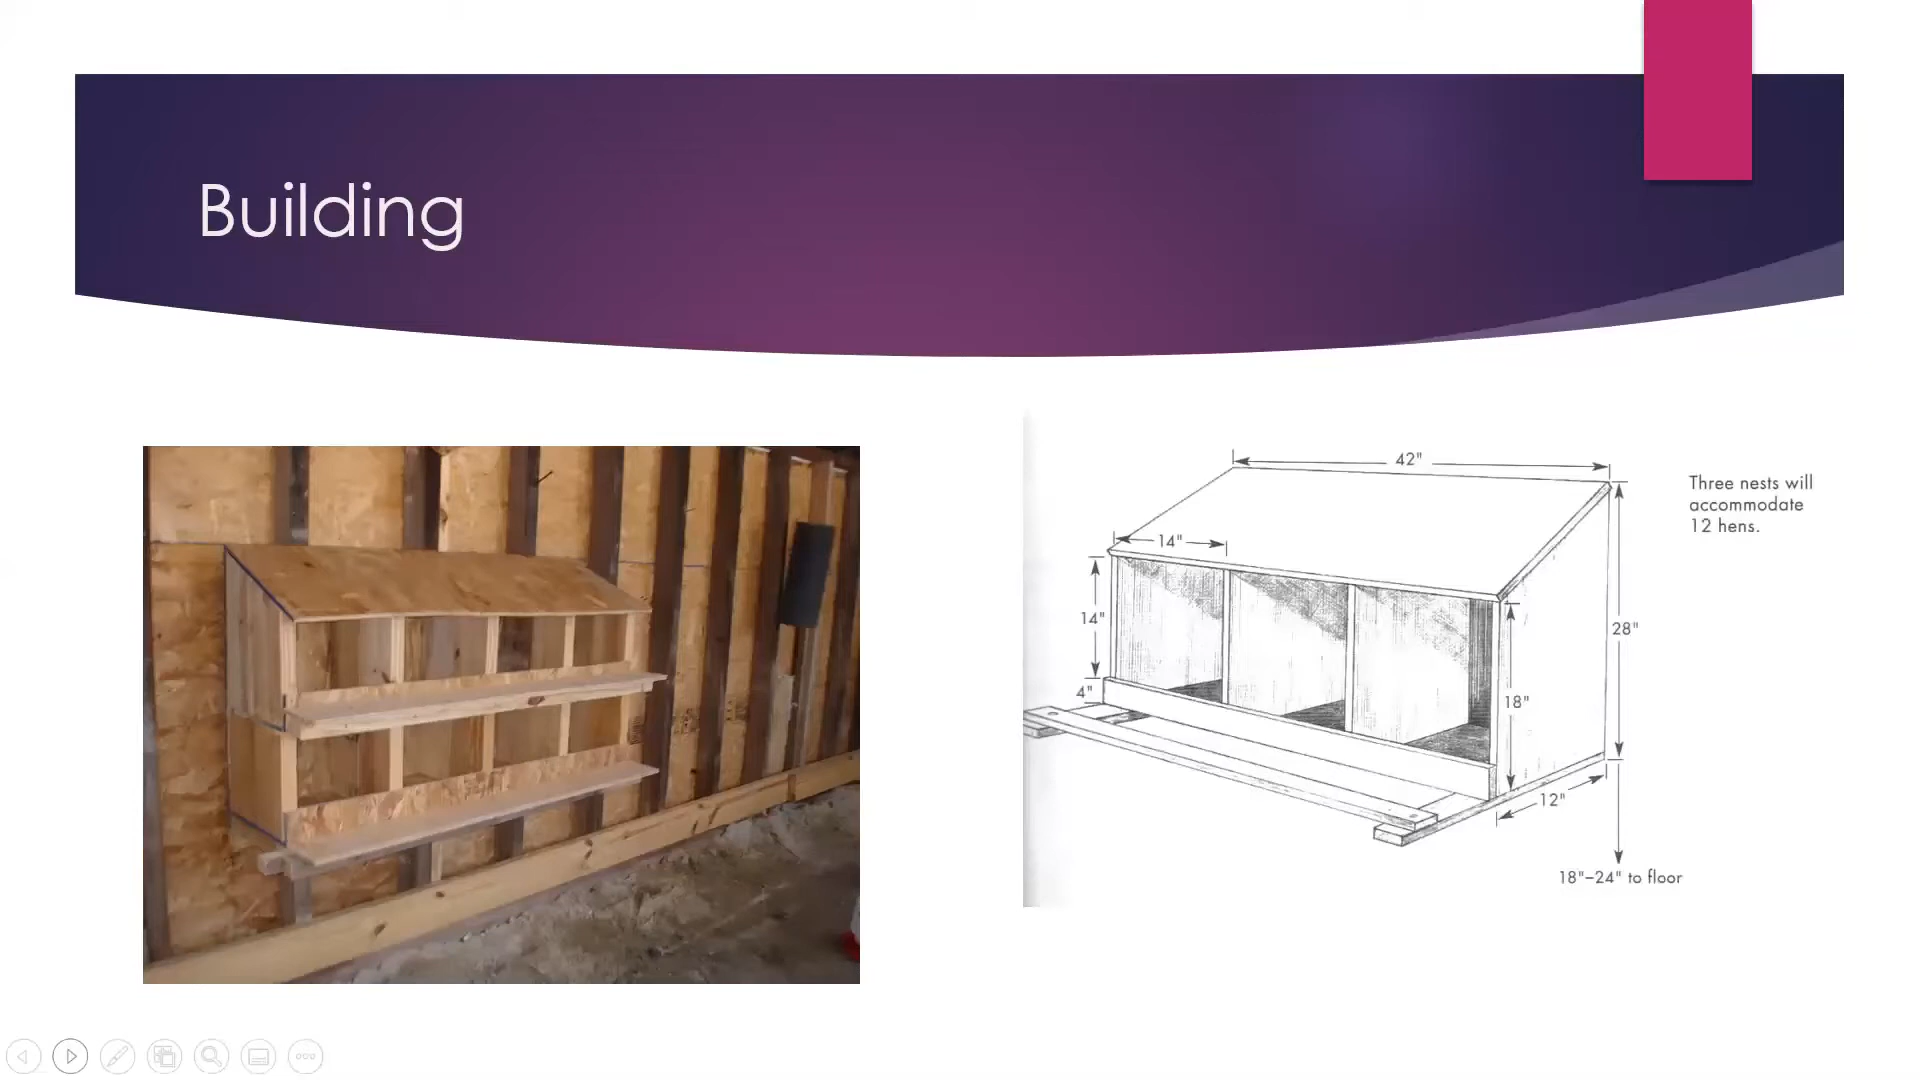 Building
42"
Three nests will
accommodate
12 hens.
14"
14"
28"
4"
18"
12"
18"–24" to floor